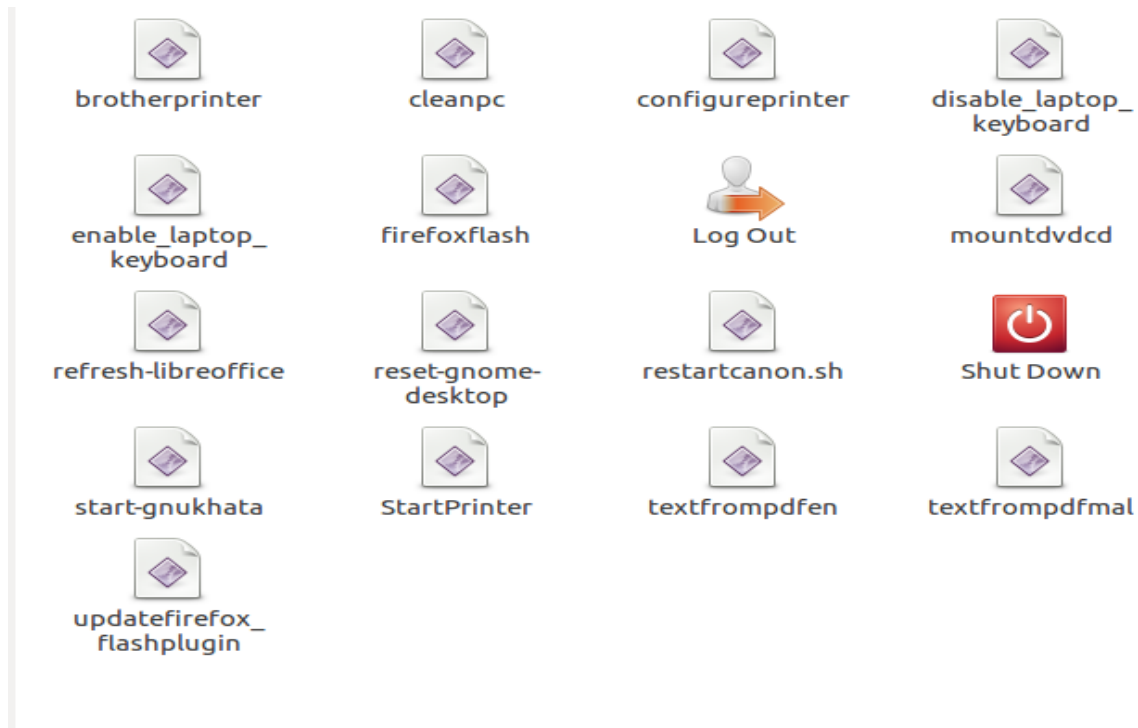 brotherprinter
cleanpc
configureprinter
disable_laptop_
keyboard
enable_laptop_
keyboard
firefoxflash
Log Out
mountdvdcd
refresh-libreoffice
reset-gnome-
desktop
restartcanon.sh
Shut Down
start-gnukhata
StartPrinter
textfrompdfen
textfrompdfmal
updatefirefox_
flashplugin